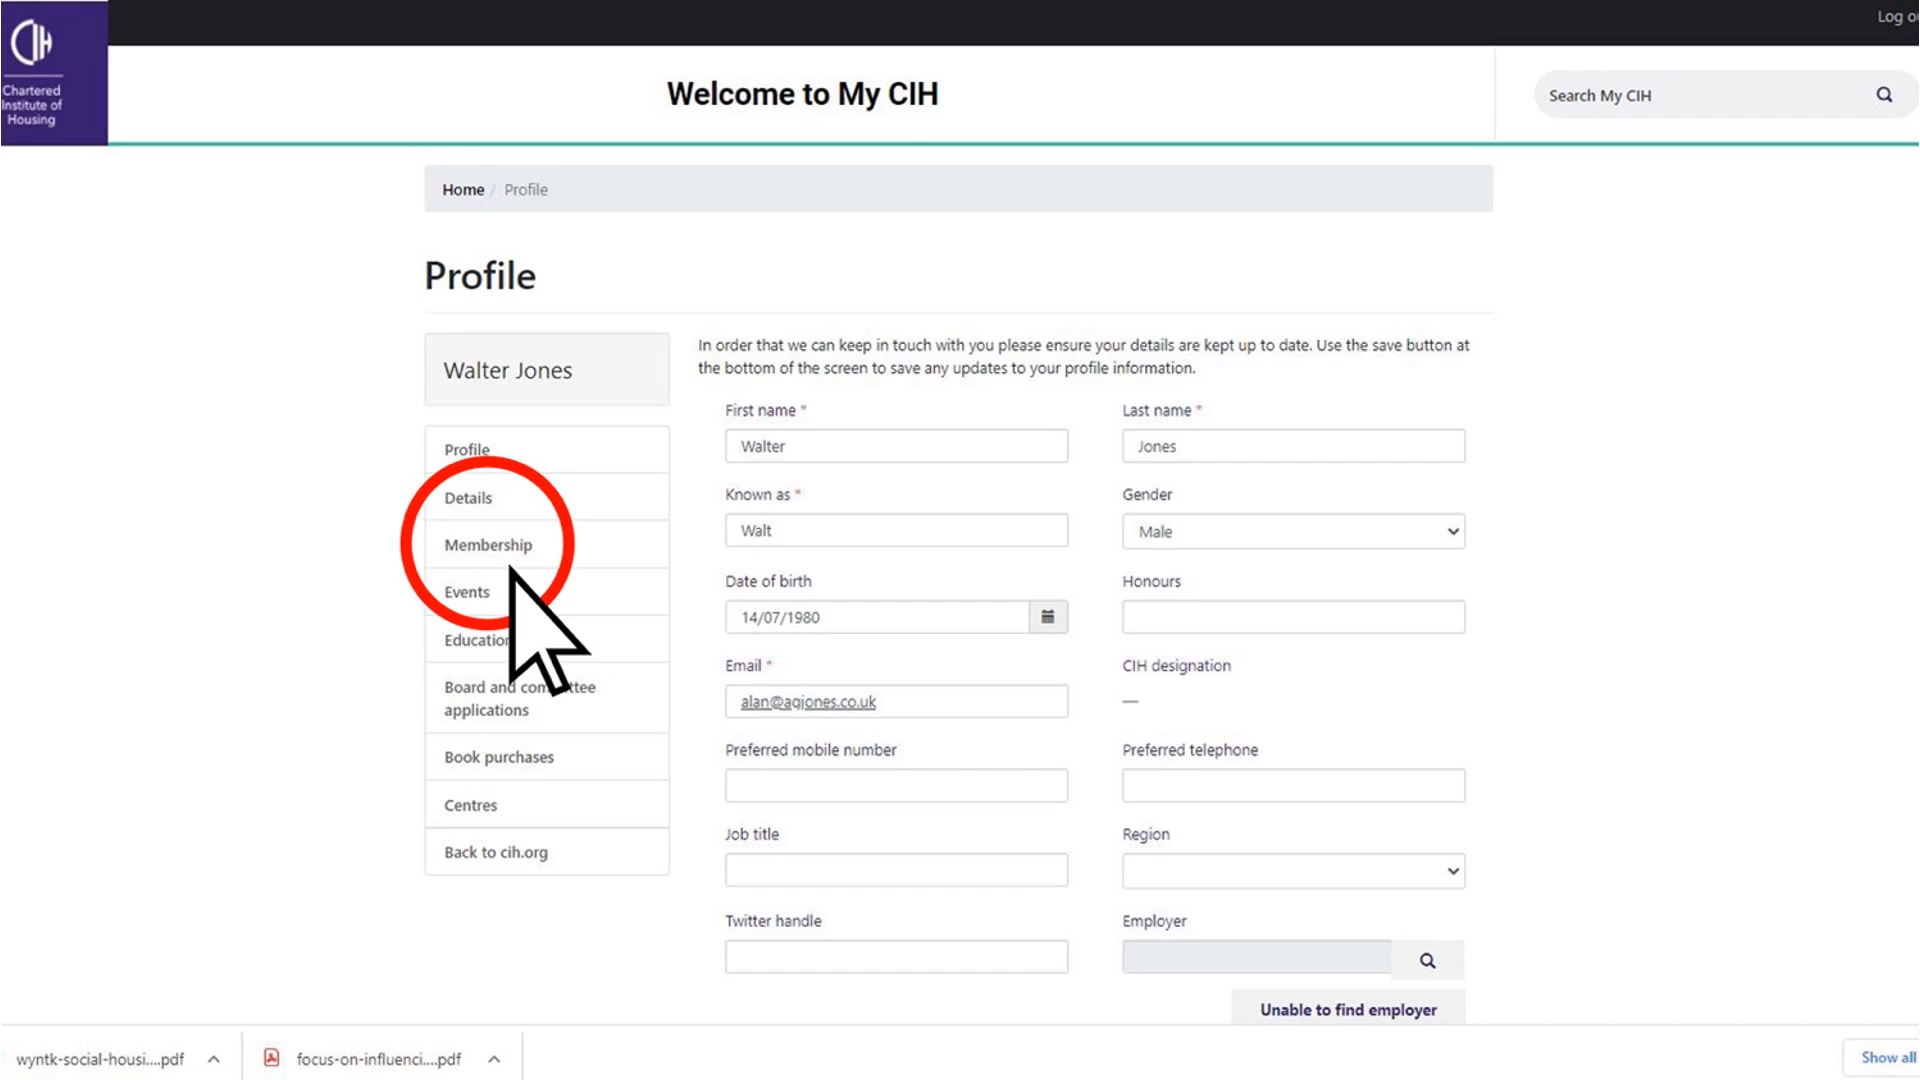 Log
CIH
Chartered
Institute of
Housing
Welcome to My CIH
Search My CIH
Home / Profile
Profile
Walter Jones
In order that we can keep in touch with you please ensure your details are kept up to date. Use the save button at
the bottom of the screen to save any updates to your profile information.
Profile
Details
Membership
Events
Education
Board and committee
applications
Book purchases
Centres
Back to cih.org
First name *
Walter
Last name *
Jones
Known as *
Walt
Gender
Male
Date of birth
14/07/1980
Honours
Email *
alan@aqjones.co.uk
CIH designation
—
Preferred mobile number
Preferred telephone
Job title
Region
Twitter handle
Employer
Unable to find employer
wyntk-social-housi....pdf
focus-on-influenci....pdf
Show all